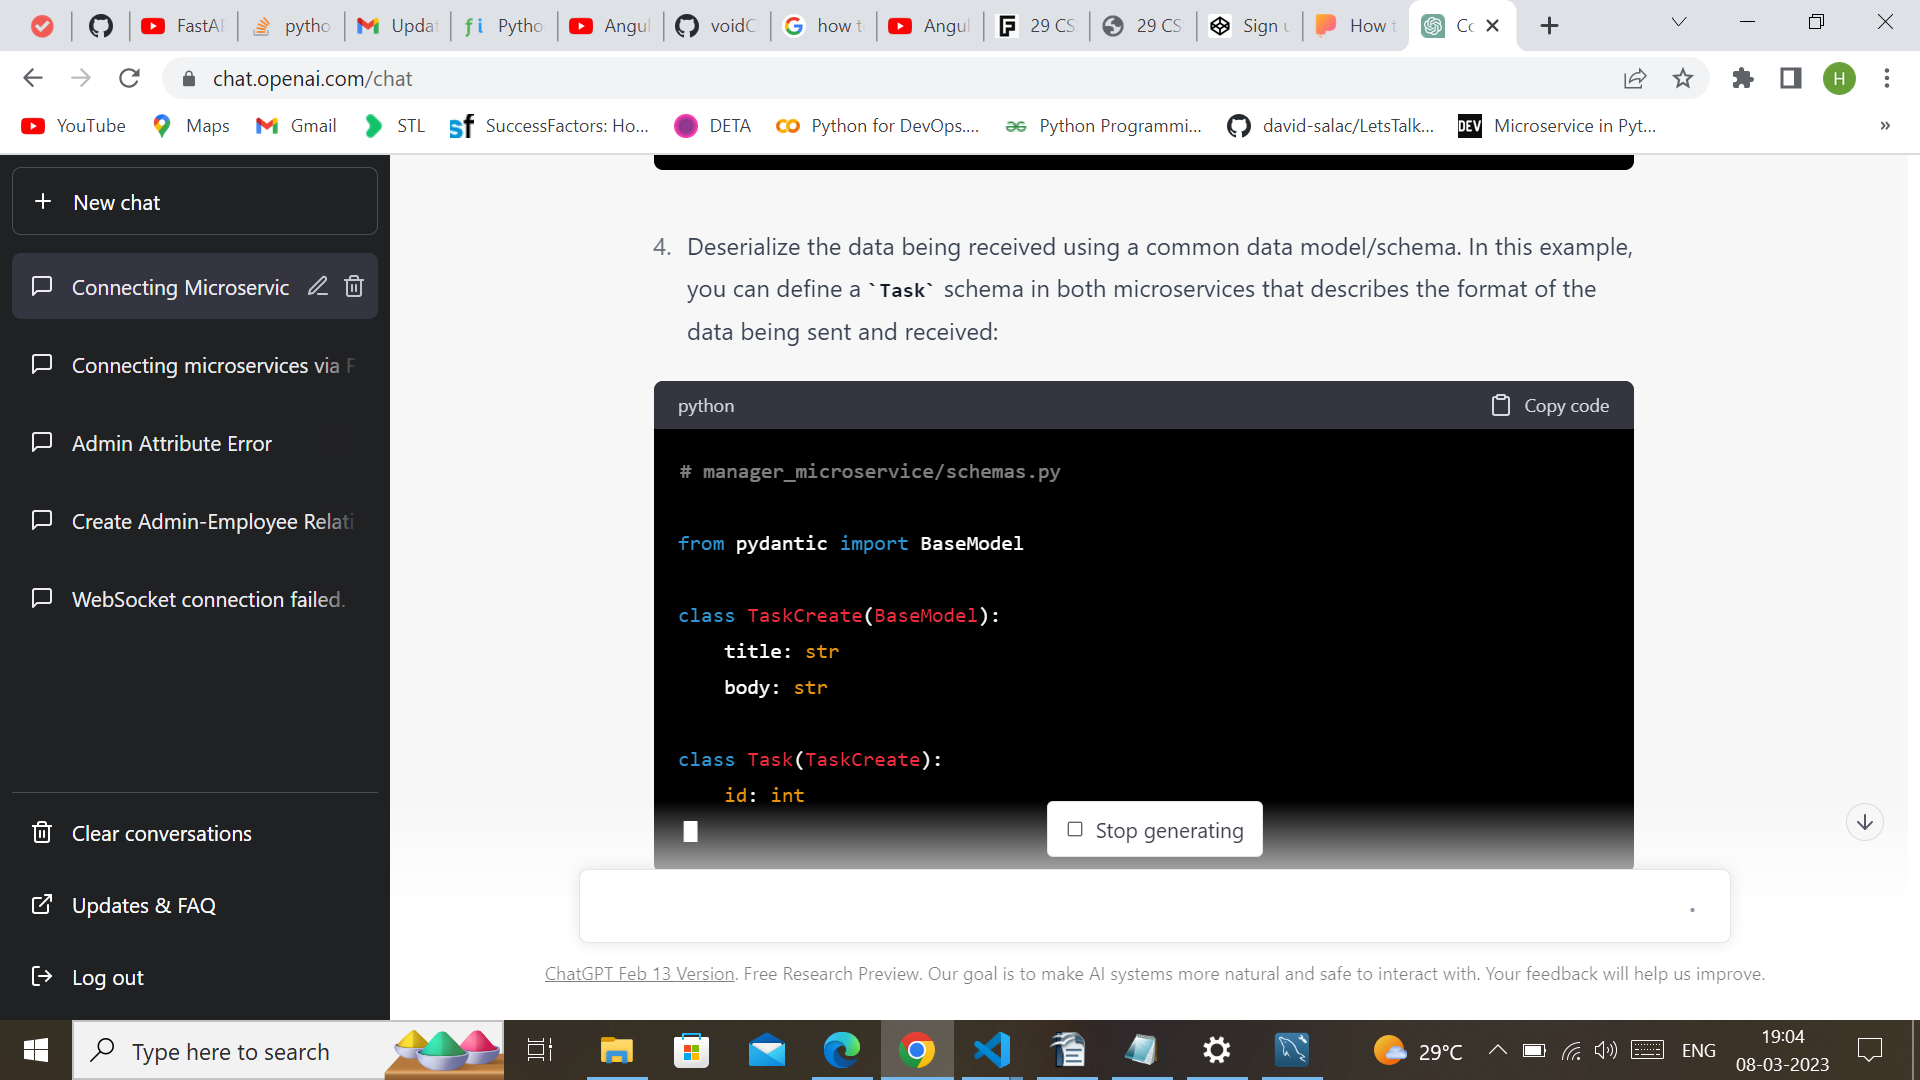 FastAP
pytho
Updat
Pytho
Angul
voidC
how to
Angul
29 CS
29 CS
Sign u
How t
Co
chat.openai.com/chat
H
YouTube
Maps
Gmail
STL
SuccessFactors: Ho...
DETA
Python for DevOps....
Python Programmi...
david-salac/LetsTalk...
DEV
Microservice in Pyt...
»
New chat
Connecting Microservic
Connecting microservices via F
Admin Attribute Error
Create Admin-Employee Relati
WebSocket connection failed.
Clear conversations
Updates & FAQ
Log out
4. Deserialize the data being received using a common data model/schema. In this example,
you can define a `Task` schema in both microservices that describes the format of the
data being sent and received:
python
Copy code
# manager_microservice/schemas.py
from pydantic import BaseModel
class TaskCreate(BaseModel):
    title: str
    body: str
class Task(TaskCreate):
    id: int
Stop generating
ChatGPT Feb 13 Version. Free Research Preview. Our goal is to make AI systems more natural and safe to interact with. Your feedback will help us improve.
Type here to search
29°C
ENG
19:04
08-03-2023